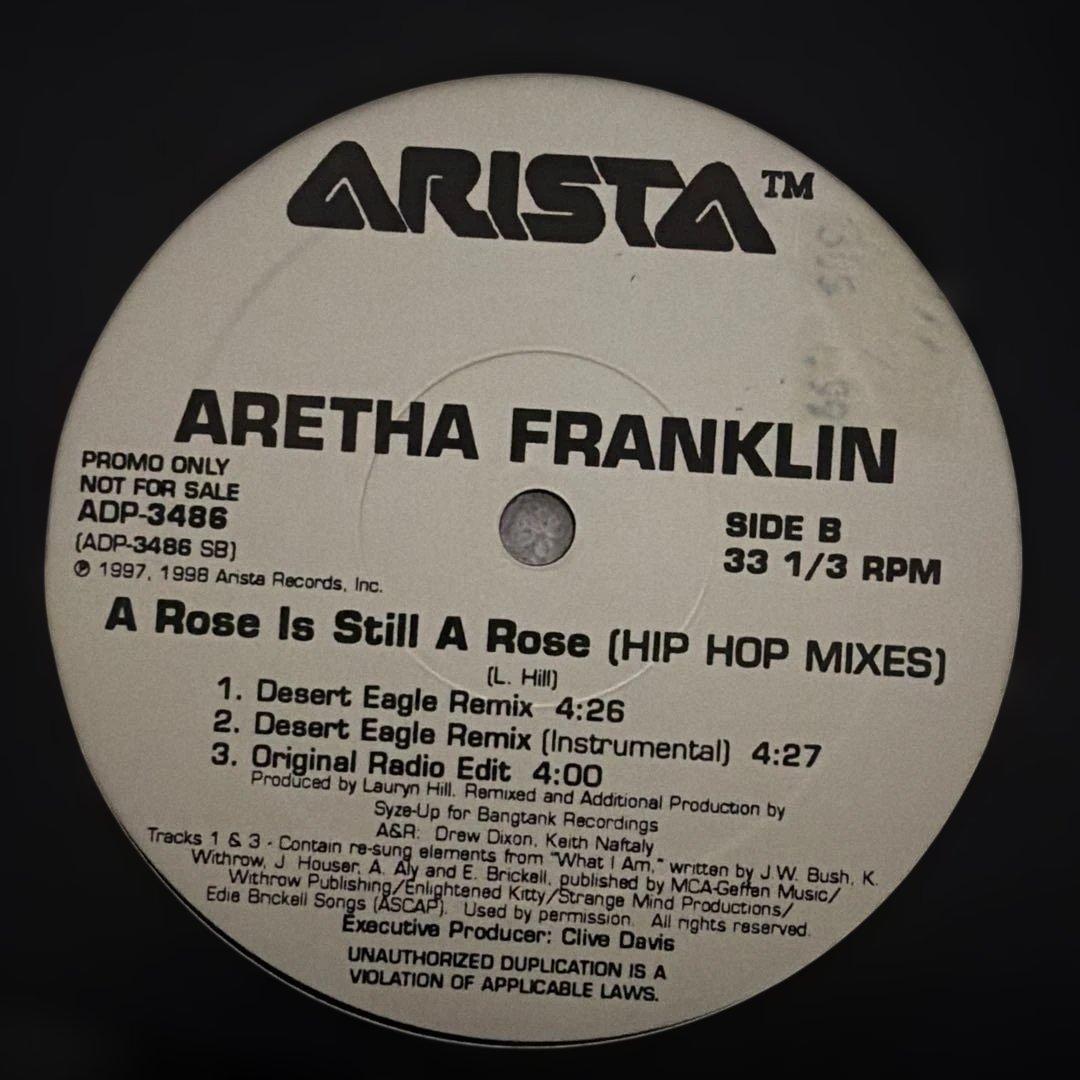 ARISTA™
ARETHA FRANKLIN
PROMO ONLY
NOT FOR SALE
ADP-3486
(ADP-3486 SB)
℗ 1997, 1998 Arista Records, Inc.
SIDE B
33 1/3 RPM
A Rose Is Still A Rose (HIP HOP MIXES)
(L. Hill)
1. Desert Eagle Remix 4:26
2. Desert Eagle Remix (Instrumental) 4:27
3. Original Radio Edit 4:00
Produced by Lauryn Hill. Remixed and Additional Production by
Syze-Up for Bangtank Recordings
A&R: Drew Dixon, Keith Naftaly
Tracks 1 & 3 - Contain re-sung elements from "What I Am," written by J.W. Bush, K.
Withrow, J. Houser, A. Aly and E. Brickell, published by MCA-Geffen Music/
Withrow Publishing/Enlightened Kitty/Strange Mind Productions/
Edie Brickell Songs (ASCAP). Used by permission. All rights reserved.
Executive Producer: Clive Davis
UNAUTHORIZED DUPLICATION IS A
VIOLATION OF APPLICABLE LAWS.